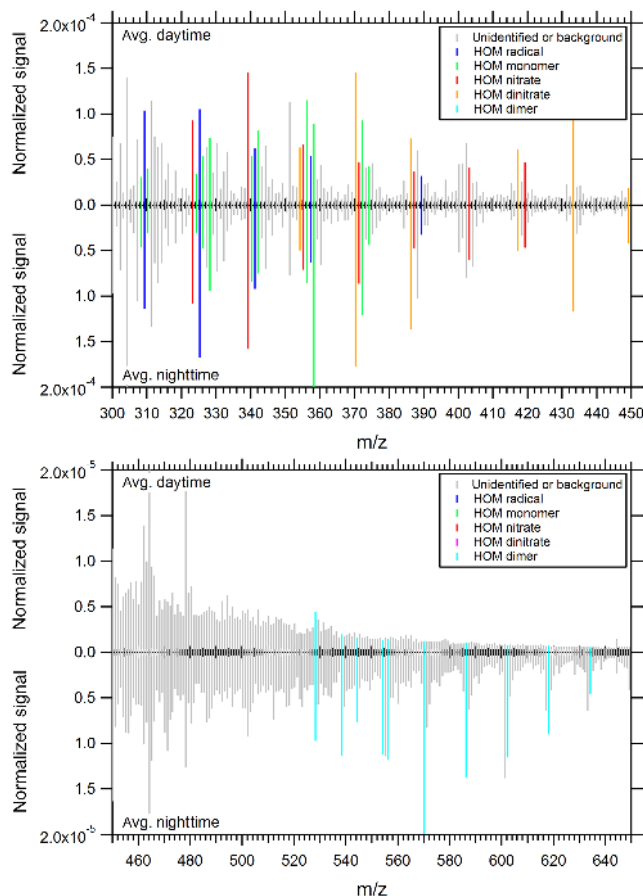 2.0x10-4
Avg. daytime
Unidentified or background
HOM radical
HOM monomer
HOM nitrate
HOM dinitrate
HOM dimer
1.5
1.0
0.5
0.0
0.5
1.0
1.5
2.0x10-4
Normalized signal
Normalized signal
Avg. nighttime
300 310 320 330 340 350 360 370 380 390 400 410 420 430 440 450
m/z
2.0x10 5
Avg. daytime
Unidentified or background
HOM radical
HOM monomer
HOM nitrate
HOM dinitrate
HOM dimer
1.5
1.0
0.5
0.0
0.5
1.0
1.5
2.0x10-5
Normalized signal
Normalized signal
Avg. nighttime
460 480 500 520 540 560 580 600 620 640
m/z